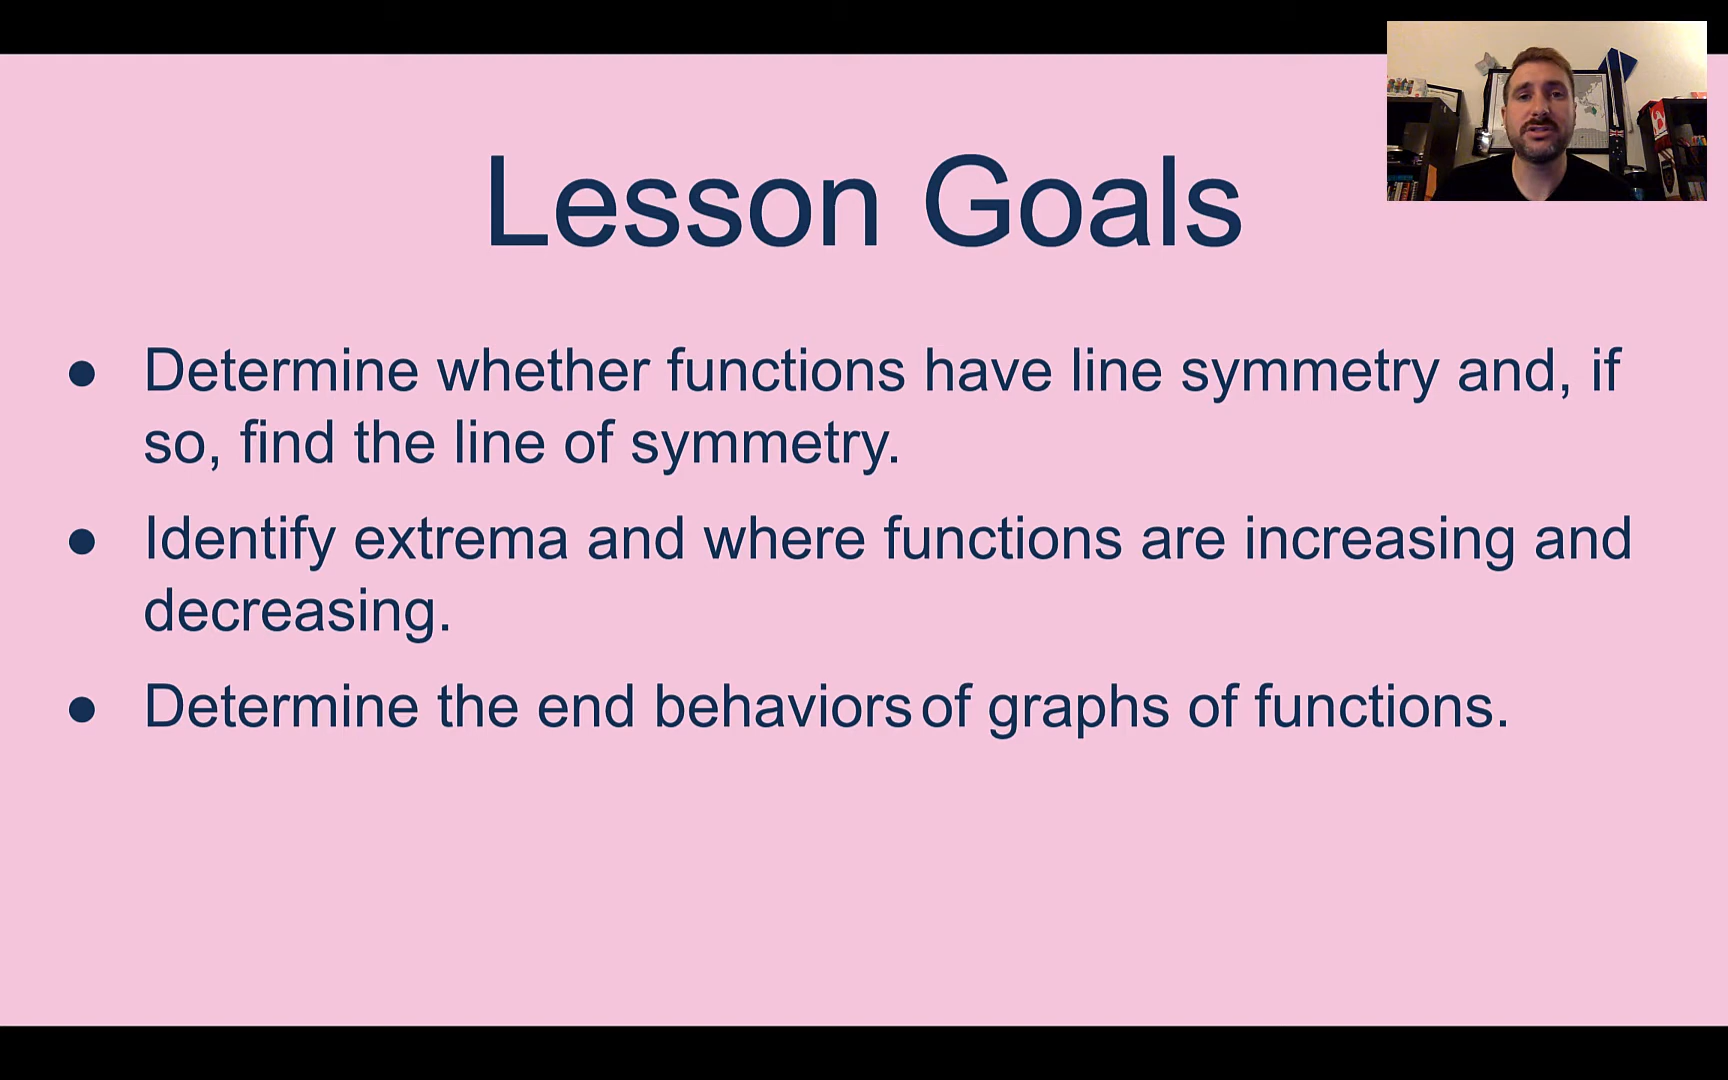 Lesson Goals
● Determine whether functions have line symmetry and, if
so, find the line of symmetry.
● Identify extrema and where functions are increasing and
decreasing.
● Determine the end behaviors of graphs of functions.